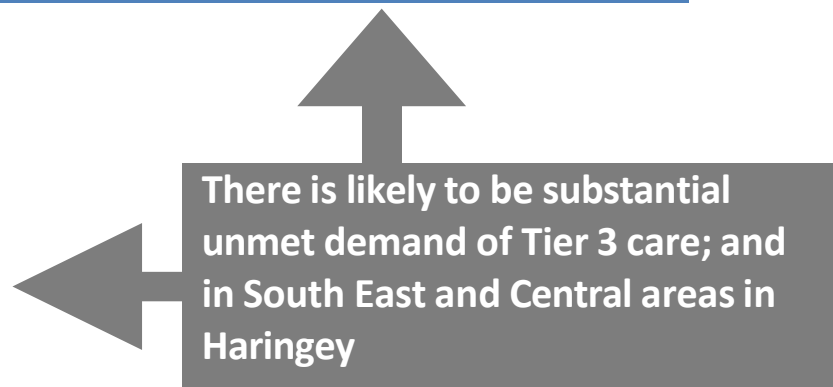 There is likely to be substantial
unmet demand of Tier 3 care; and
in South East and Central areas in
Haringey